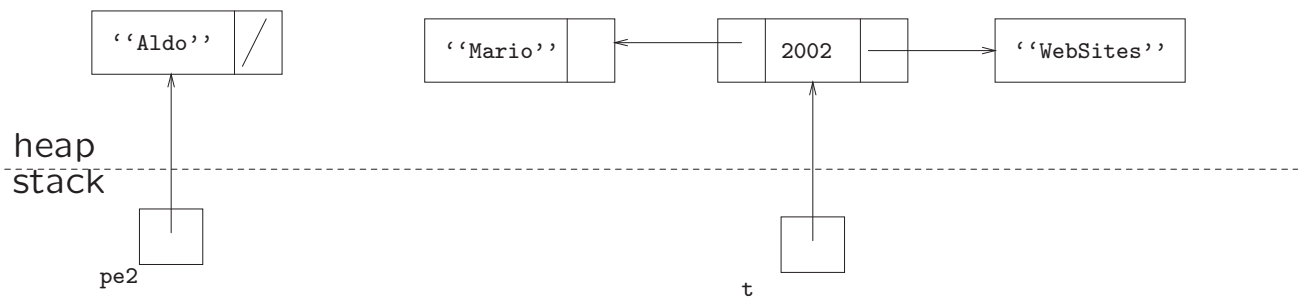 ‘‘Aldo’’
‘‘Mario’’ 2002 ‘‘WebSites’’
heap
stack
pe2
t